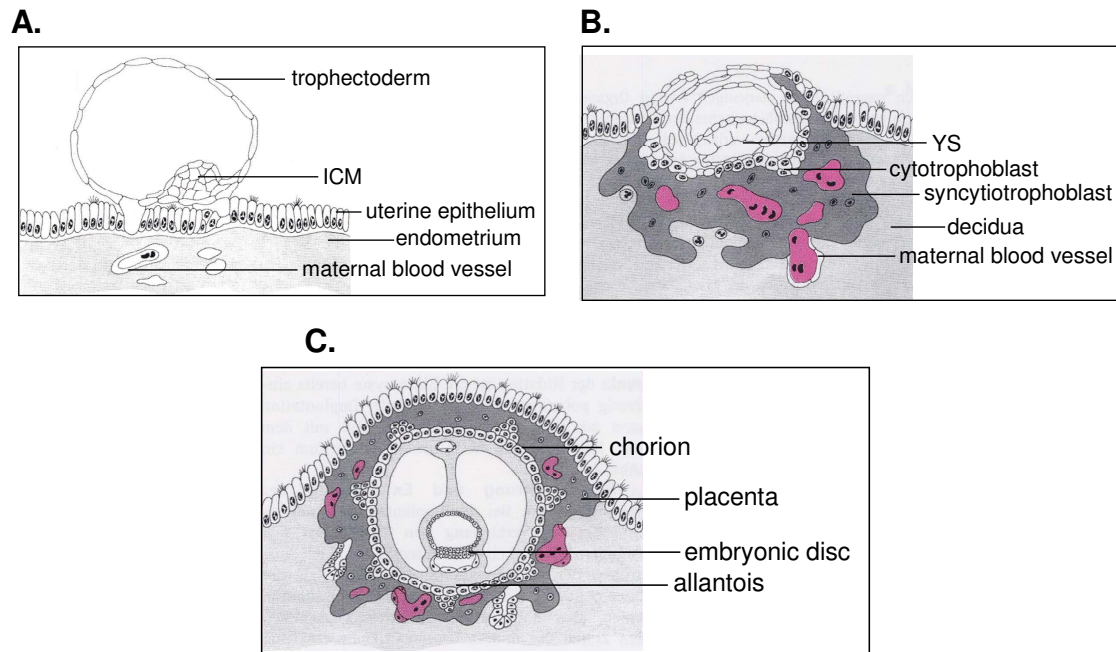 A.
trophectoderm
ICM
uterine epithelium
endometrium
maternal blood vessel
B.
YS
cytotrophoblast
syncytiotrophoblast
decidua
maternal blood vessel
C.
chorion
placenta
embryonic disc
allantois